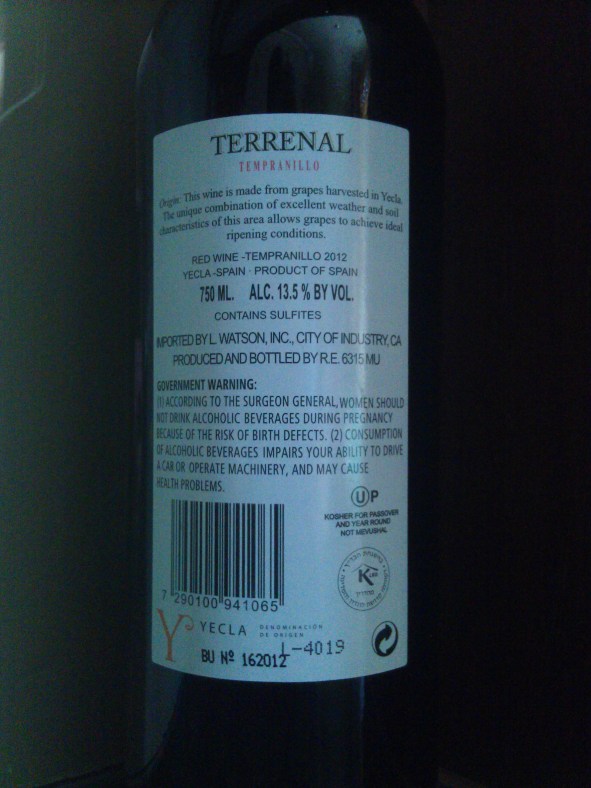 TERRENAL
TEMPRANILLO
Origin: This wine is made from grapes harvested in Yecla.
The unique combination of excellent weather and soil
characteristics of this area allows grapes to achieve ideal
ripening conditions.
RED WINE -TEMPRANILLO 2012
YECLA-SPAIN · PRODUCT OF SPAIN
750 ML. ALC. 13.5 % BY VOL.
CONTAINS SULFITES
IMPORTED BY L. WATSON, INC., CITY OF INDUSTRY, CA
PRODUCED AND BOTTLED BY R.E. 6315 MU
GOVERNMENT WARNING:
(1) ACCORDING TO THE SURGEON GENERAL, WOMEN SHOULD
NOT DRINK ALCOHOLIC BEVERAGES DURING PREGNANCY
BECAUSE OF THE RISK OF BIRTH DEFECTS. (2) CONSUMPTION
OF ALCOHOLIC BEVERAGES IMPAIRS YOUR ABILITY TO DRIVE
A CAR OR OPERATE MACHINERY, AND MAY CAUSE
HEALTH PROBLEMS.
U P
KOSHER FOR PASSOVER
AND YEAR ROUND
NOT MEVUSHAL
K
7 290100 941065
Y YECLA DENOMINACIÓN
DE ORIGEN
BU Nº 162012 L-4019